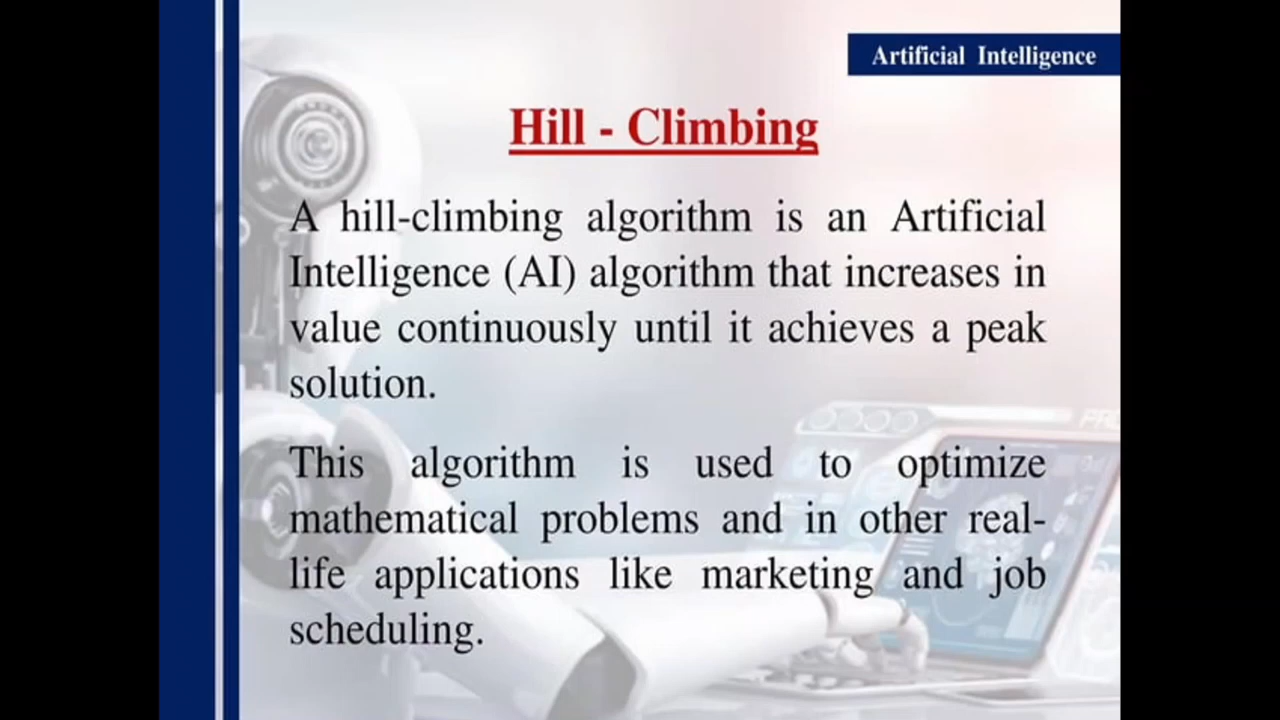 Artificial Intelligence
Hill - Climbing
A hill-climbing algorithm is an Artificial
Intelligence (AI) algorithm that increases in
value continuously until it achieves a peak
solution.
This algorithm is used to optimize
mathematical problems and in other real-
life applications like marketing and job
scheduling.